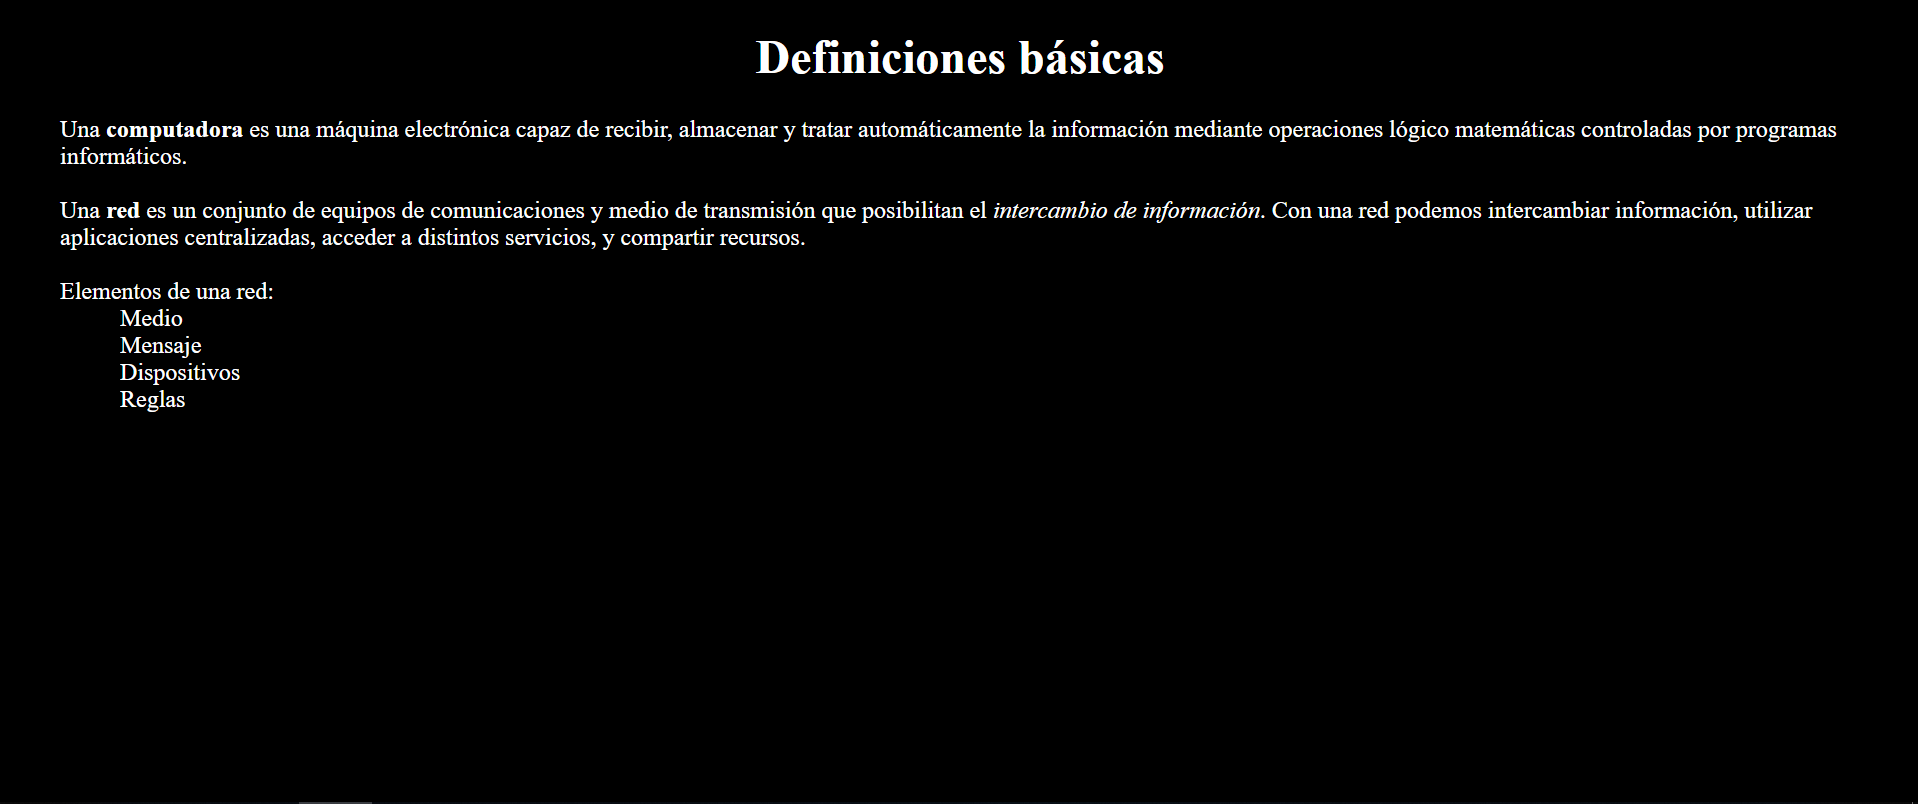 Definiciones básicas
Una computadora es una máquina electrónica capaz de recibir, almacenar y tratar automáticamente la información mediante operaciones lógico matemáticas controladas por programas
informáticos.
Una red es un conjunto de equipos de comunicaciones y medio de transmisión que posibilitan el intercambio de información. Con una red podemos intercambiar información, utilizar
aplicaciones centralizadas, acceder a distintos servicios, y compartir recursos.
Elementos de una red:
Medio
Mensaje
Dispositivos
Reglas